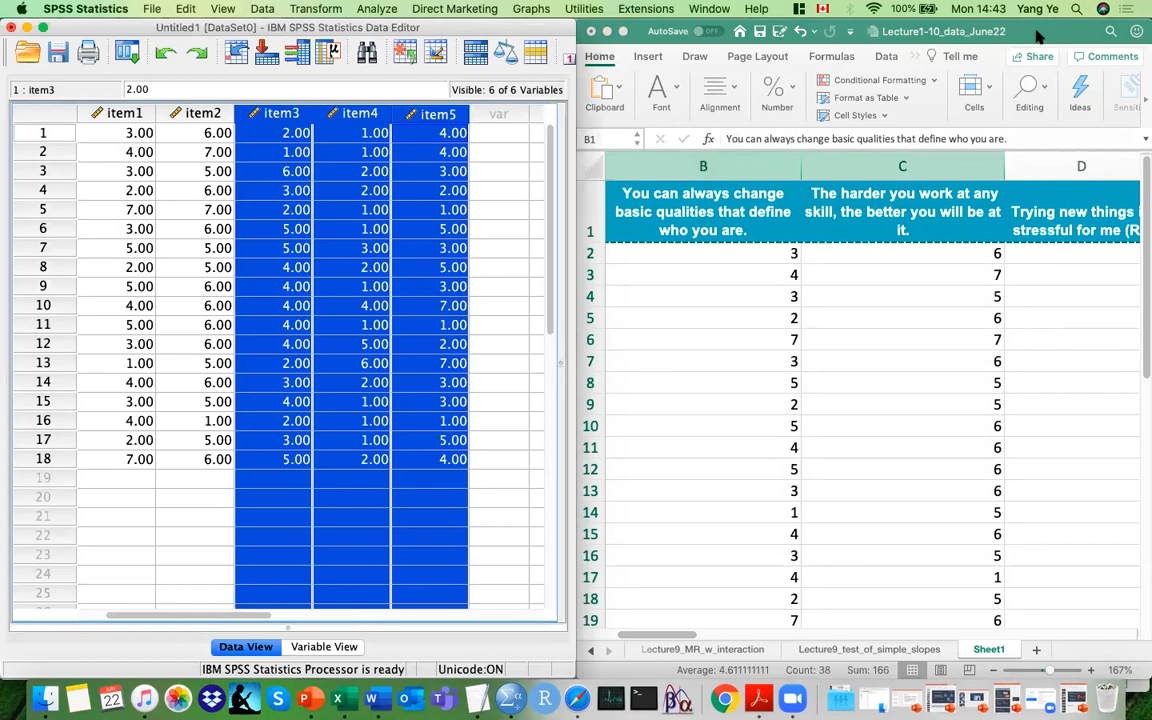 SPSS Statistics File Edit View Data Transform Analyze Direct Marketing Graphs Utilities Extensions Window Help 100% Mon 14:43 Yang Ye
Untitled1 [DataSet0] - IBM SPSS Statistics Data Editor
1 : item3 2.00 Visible: 6 of 6 Variables
item1 item2 item3 item4 item5 var
1 3.00 6.00 2.00 1.00 4.00
2 4.00 7.00 1.00 1.00 4.00
3 3.00 5.00 6.00 2.00 3.00
4 2.00 6.00 3.00 2.00 2.00
5 7.00 7.00 2.00 1.00 1.00
6 3.00 6.00 5.00 1.00 5.00
7 5.00 5.00 5.00 3.00 3.00
8 2.00 5.00 4.00 2.00 5.00
9 5.00 6.00 4.00 1.00 3.00
10 4.00 6.00 4.00 4.00 7.00
11 5.00 6.00 4.00 1.00 1.00
12 3.00 6.00 4.00 5.00 2.00
13 1.00 5.00 2.00 6.00 7.00
14 4.00 6.00 3.00 2.00 3.00
15 3.00 5.00 4.00 1.00 3.00
16 4.00 1.00 2.00 1.00 1.00
17 2.00 5.00 3.00 1.00 5.00
18 7.00 6.00 5.00 2.00 4.00
19
20
21
22
23
24
25
Data View Variable View
IBM SPSS Statistics Processor is ready Unicode:ON
AutoSave OFF Lecture1-10_data_June22
Home Insert Draw Page Layout Formulas Data Tell me Share Comments
Conditional Formatting
Format as Table
Cell Styles
Clipboard Font Alignment Number Cells Editing Ideas Sensiti
B1 fx You can always change basic qualities that define who you are.
B C D
You can always change
basic qualities that define
who you are.
The harder you work at any
skill, the better you will be at
it.
Trying new things i
stressful for me (R
1
2 3 6
3 4 7
4 3 5
5 2 6
6 7 7
7 3 6
8 5 5
9 2 5
10 5 6
11 4 6
12 5 6
13 3 6
14 1 5
15 4 6
16 3 5
17 4 1
18 2 5
19 7 6
Lecture9_MR_w_interaction Lecture9_test_of_simple_slopes Sheet1
Average: 4.611111111 Count: 38 Sum: 166 167%
JUN
22